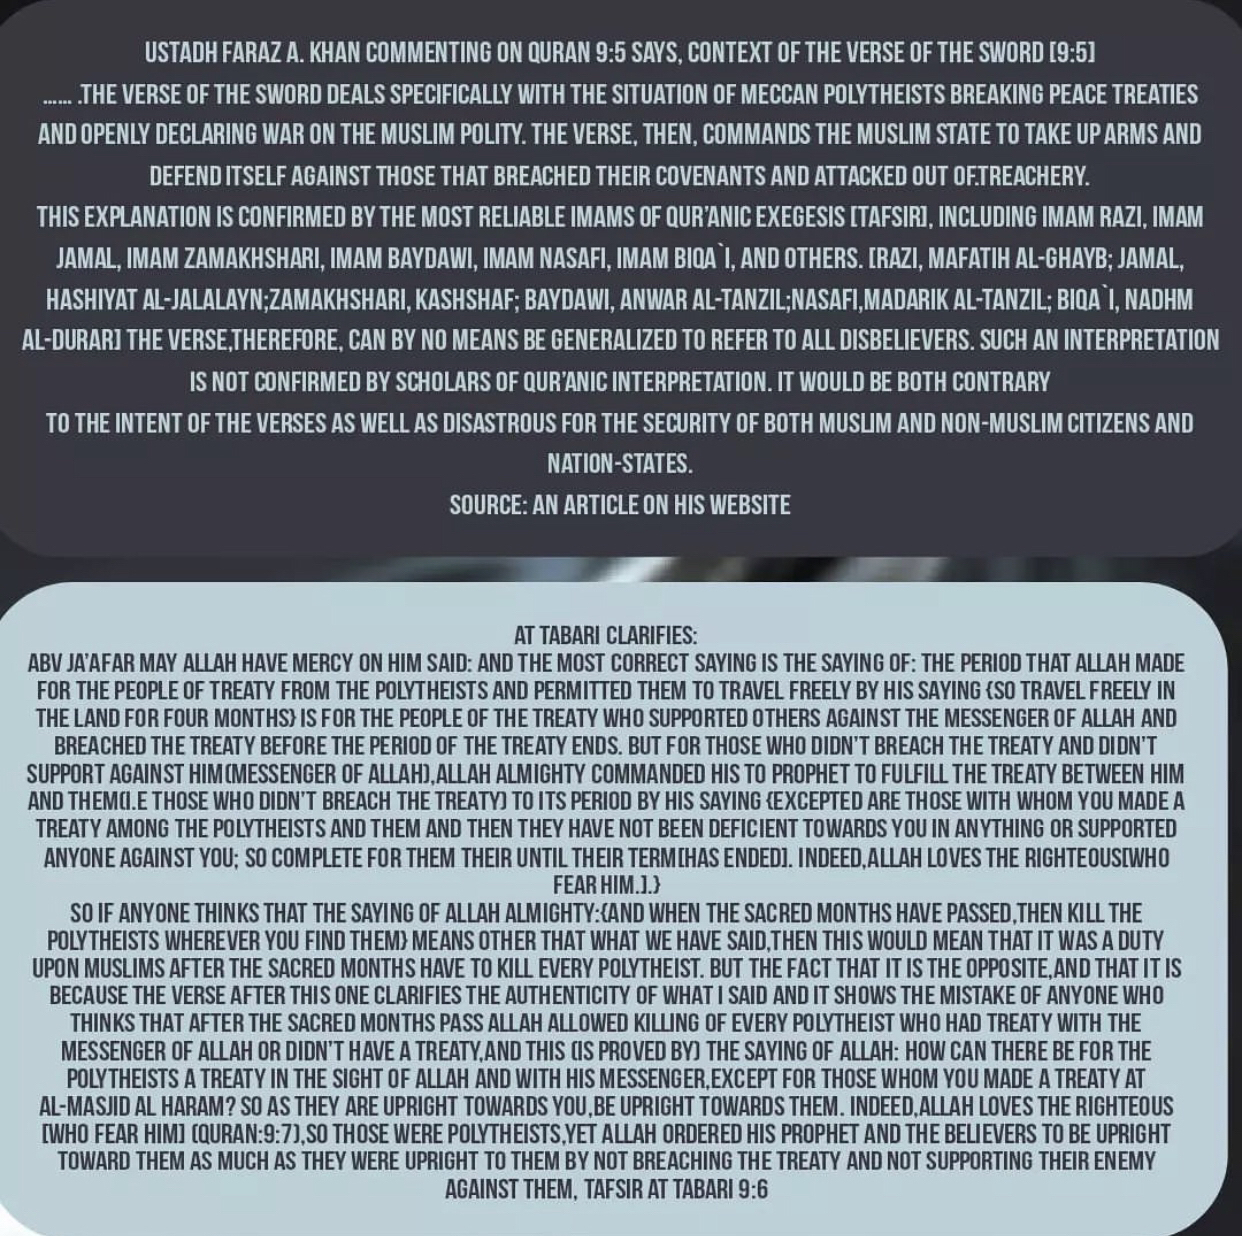 USTADH FARAZ A. KHAN COMMENTING ON QURAN 9:5 SAYS, CONTEXT OF THE VERSE OF THE SWORD [9:5]
...... .THE VERSE OF THE SWORD DEALS SPECIFICALLY WITH THE SITUATION OF MECCAN POLYTHEISTS BREAKING PEACE TREATIES
AND OPENLY DECLARING WAR ON THE MUSLIM POLITY. THE VERSE, THEN, COMMANDS THE MUSLIM STATE TO TAKE UP ARMS AND
DEFEND ITSELF AGAINST THOSE THAT BREACHED THEIR COVENANTS AND ATTACKED OUT OF.TREACHERY.
THIS EXPLANATION IS CONFIRMED BY THE MOST RELIABLE IMAMS OF QUR'ANIC EXEGESIS [TAFSIR], INCLUDING IMAM RAZI, IMAM
JAMAL, IMAM ZAMAKHSHARI, IMAM BAYDAWI, IMAM NASAFI, IMAM BIQA`I, AND OTHERS. [RAZI, MAFATIH AL-GHAYB; JAMAL,
HASHIYAT AL-JALALAYN;ZAMAKHSHARI, KASHSHAF; BAYDAWI, ANWAR AL-TANZIL;NASAFI,MADARIK AL-TANZIL; BIQA`I, NADHM
AL-DURAR] THE VERSE,THEREFORE, CAN BY NO MEANS BE GENERALIZED TO REFER TO ALL DISBELIEVERS. SUCH AN INTERPRETATION
IS NOT CONFIRMED BY SCHOLARS OF QUR'ANIC INTERPRETATION. IT WOULD BE BOTH CONTRARY
TO THE INTENT OF THE VERSES AS WELL AS DISASTROUS FOR THE SECURITY OF BOTH MUSLIM AND NON-MUSLIM CITIZENS AND
NATION-STATES.
SOURCE: AN ARTICLE ON HIS WEBSITE
AT TABARI CLARIFIES:
ABV JA'AFAR MAY ALLAH HAVE MERCY ON HIM SAID: AND THE MOST CORRECT SAYING IS THE SAYING OF: THE PERIOD THAT ALLAH MADE
FOR THE PEOPLE OF TREATY FROM THE POLYTHEISTS AND PERMITTED THEM TO TRAVEL FREELY BY HIS SAYING {SO TRAVEL FREELY IN
THE LAND FOR FOUR MONTHS} IS FOR THE PEOPLE OF THE TREATY WHO SUPPORTED OTHERS AGAINST THE MESSENGER OF ALLAH AND
BREACHED THE TREATY BEFORE THE PERIOD OF THE TREATY ENDS. BUT FOR THOSE WHO DIDN'T BREACH THE TREATY AND DIDN'T
SUPPORT AGAINST HIM(MESSENGER OF ALLAH),ALLAH ALMIGHTY COMMANDED HIS TO PROPHET TO FULFILL THE TREATY BETWEEN HIM
AND THEM(I.E THOSE WHO DIDN'T BREACH THE TREATY) TO ITS PERIOD BY HIS SAYING {EXCEPTED ARE THOSE WITH WHOM YOU MADE A
TREATY AMONG THE POLYTHEISTS AND THEM AND THEN THEY HAVE NOT BEEN DEFICIENT TOWARDS YOU IN ANYTHING OR SUPPORTED
ANYONE AGAINST YOU; SO COMPLETE FOR THEM THEIR UNTIL THEIR TERM[HAS ENDED]. INDEED,ALLAH LOVES THE RIGHTEOUS[WHO
FEAR HIM.].}
SO IF ANYONE THINKS THAT THE SAYING OF ALLAH ALMIGHTY:{AND WHEN THE SACRED MONTHS HAVE PASSED,THEN KILL THE
POLYTHEISTS WHEREVER YOU FIND THEM} MEANS OTHER THAT WHAT WE HAVE SAID,THEN THIS WOULD MEAN THAT IT WAS A DUTY
UPON MUSLIMS AFTER THE SACRED MONTHS HAVE TO KILL EVERY POLYTHEIST. BUT THE FACT THAT IT IS THE OPPOSITE,AND THAT IT IS
BECAUSE THE VERSE AFTER THIS ONE CLARIFIES THE AUTHENTICITY OF WHAT I SAID AND IT SHOWS THE MISTAKE OF ANYONE WHO
THINKS THAT AFTER THE SACRED MONTHS PASS ALLAH ALLOWED KILLING OF EVERY POLYTHEIST WHO HAD TREATY WITH THE
MESSENGER OF ALLAH OR DIDN'T HAVE A TREATY,AND THIS (IS PROVED BY) THE SAYING OF ALLAH: HOW CAN THERE BE FOR THE
POLYTHEISTS A TREATY IN THE SIGHT OF ALLAH AND WITH HIS MESSENGER,EXCEPT FOR THOSE WHOM YOU MADE A TREATY AT
AL-MASJID AL HARAM? SO AS THEY ARE UPRIGHT TOWARDS YOU,BE UPRIGHT TOWARDS THEM. INDEED,ALLAH LOVES THE RIGHTEOUS
[WHO FEAR HIM] (QURAN:9:7),SO THOSE WERE POLYTHEISTS,YET ALLAH ORDERED HIS PROPHET AND THE BELIEVERS TO BE UPRIGHT
TOWARD THEM AS MUCH AS THEY WERE UPRIGHT TO THEM BY NOT BREACHING THE TREATY AND NOT SUPPORTING THEIR ENEMY
AGAINST THEM, TAFSIR AT TABARI 9:6